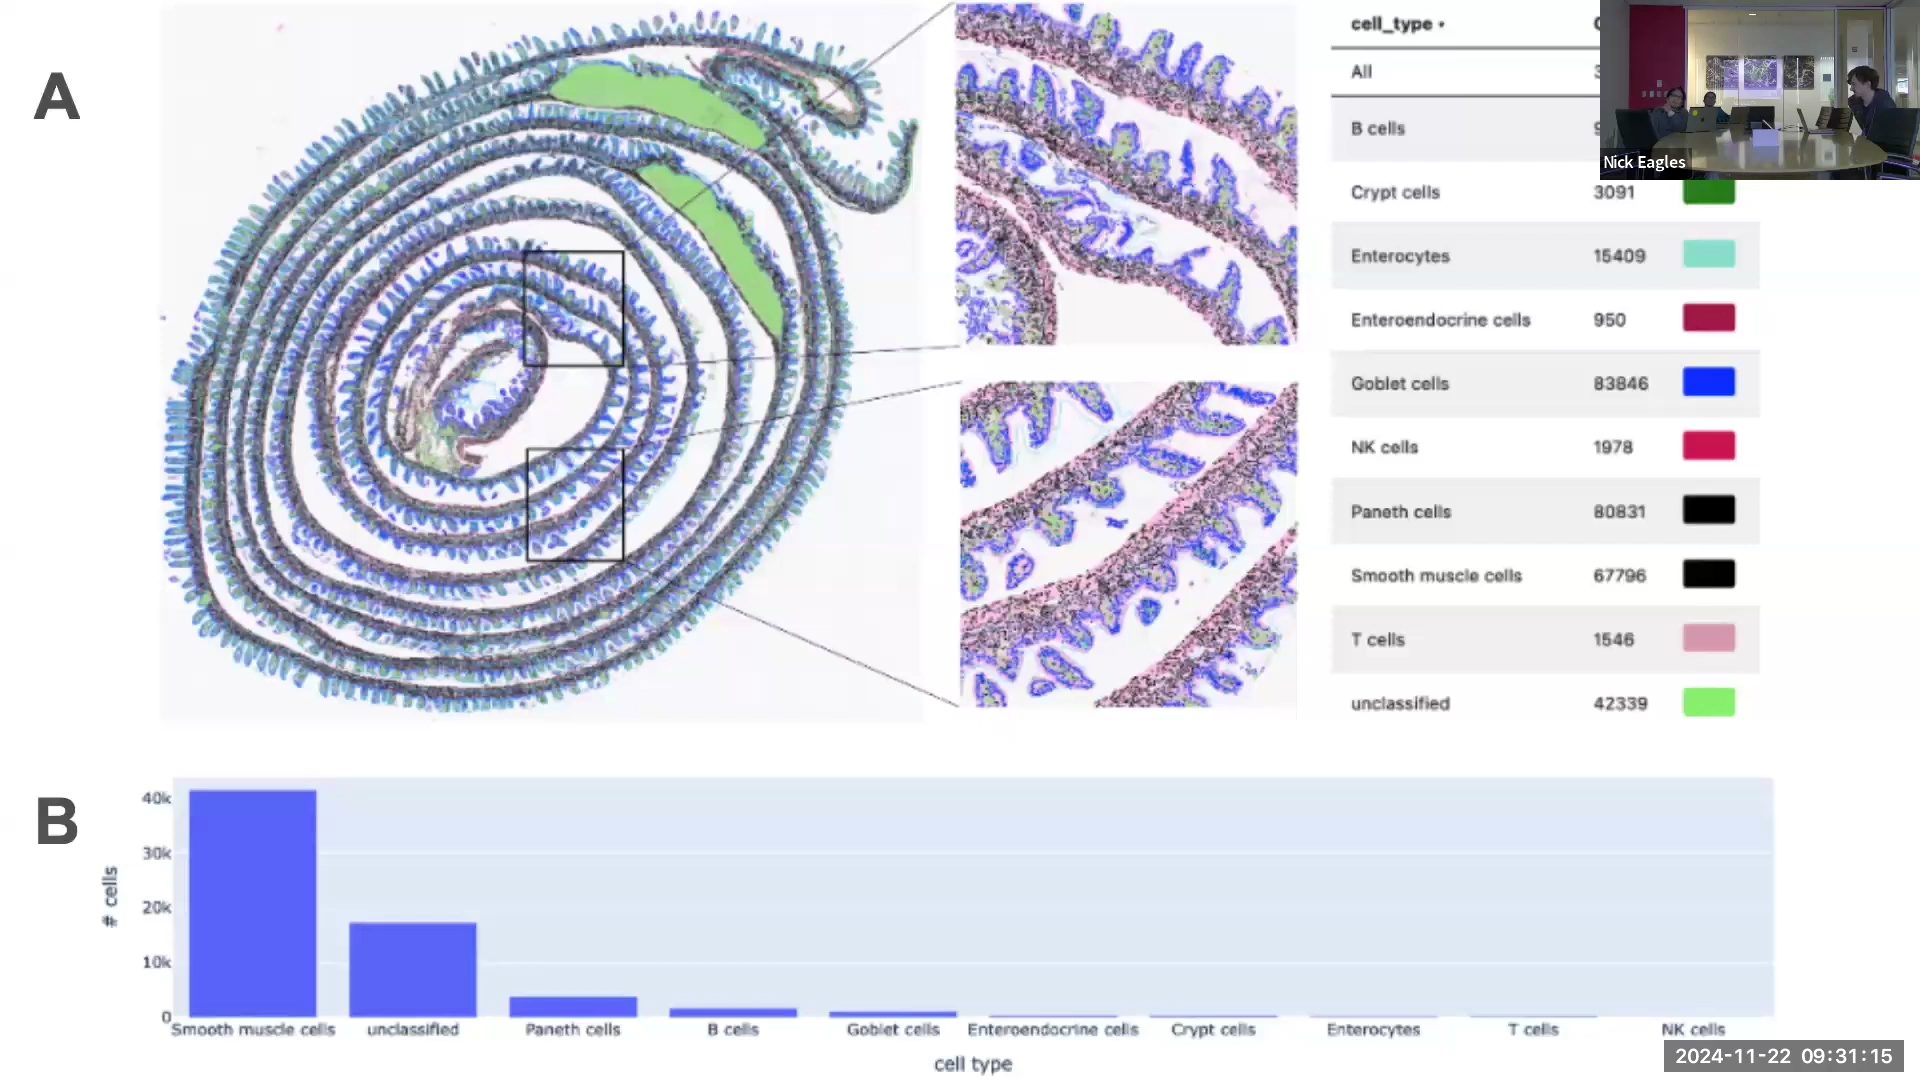 A
cell_type
All
B cells
Crypt cells 3091
Enterocytes 15409
Enteroendocrine cells 950
Goblet cells 83846
NK cells 1978
Paneth cells 80831
Smooth muscle cells 67796
T cells 1546
unclassified 42339
Nick Eagles
B
40k
30k
20k
10k
0
# cells
Smooth muscle cells unclassified Paneth cells B cells Goblet cells Enteroendocrine cells Crypt cells Enterocytes T cells NK cells
cell type
2024-11-22 09:31:15